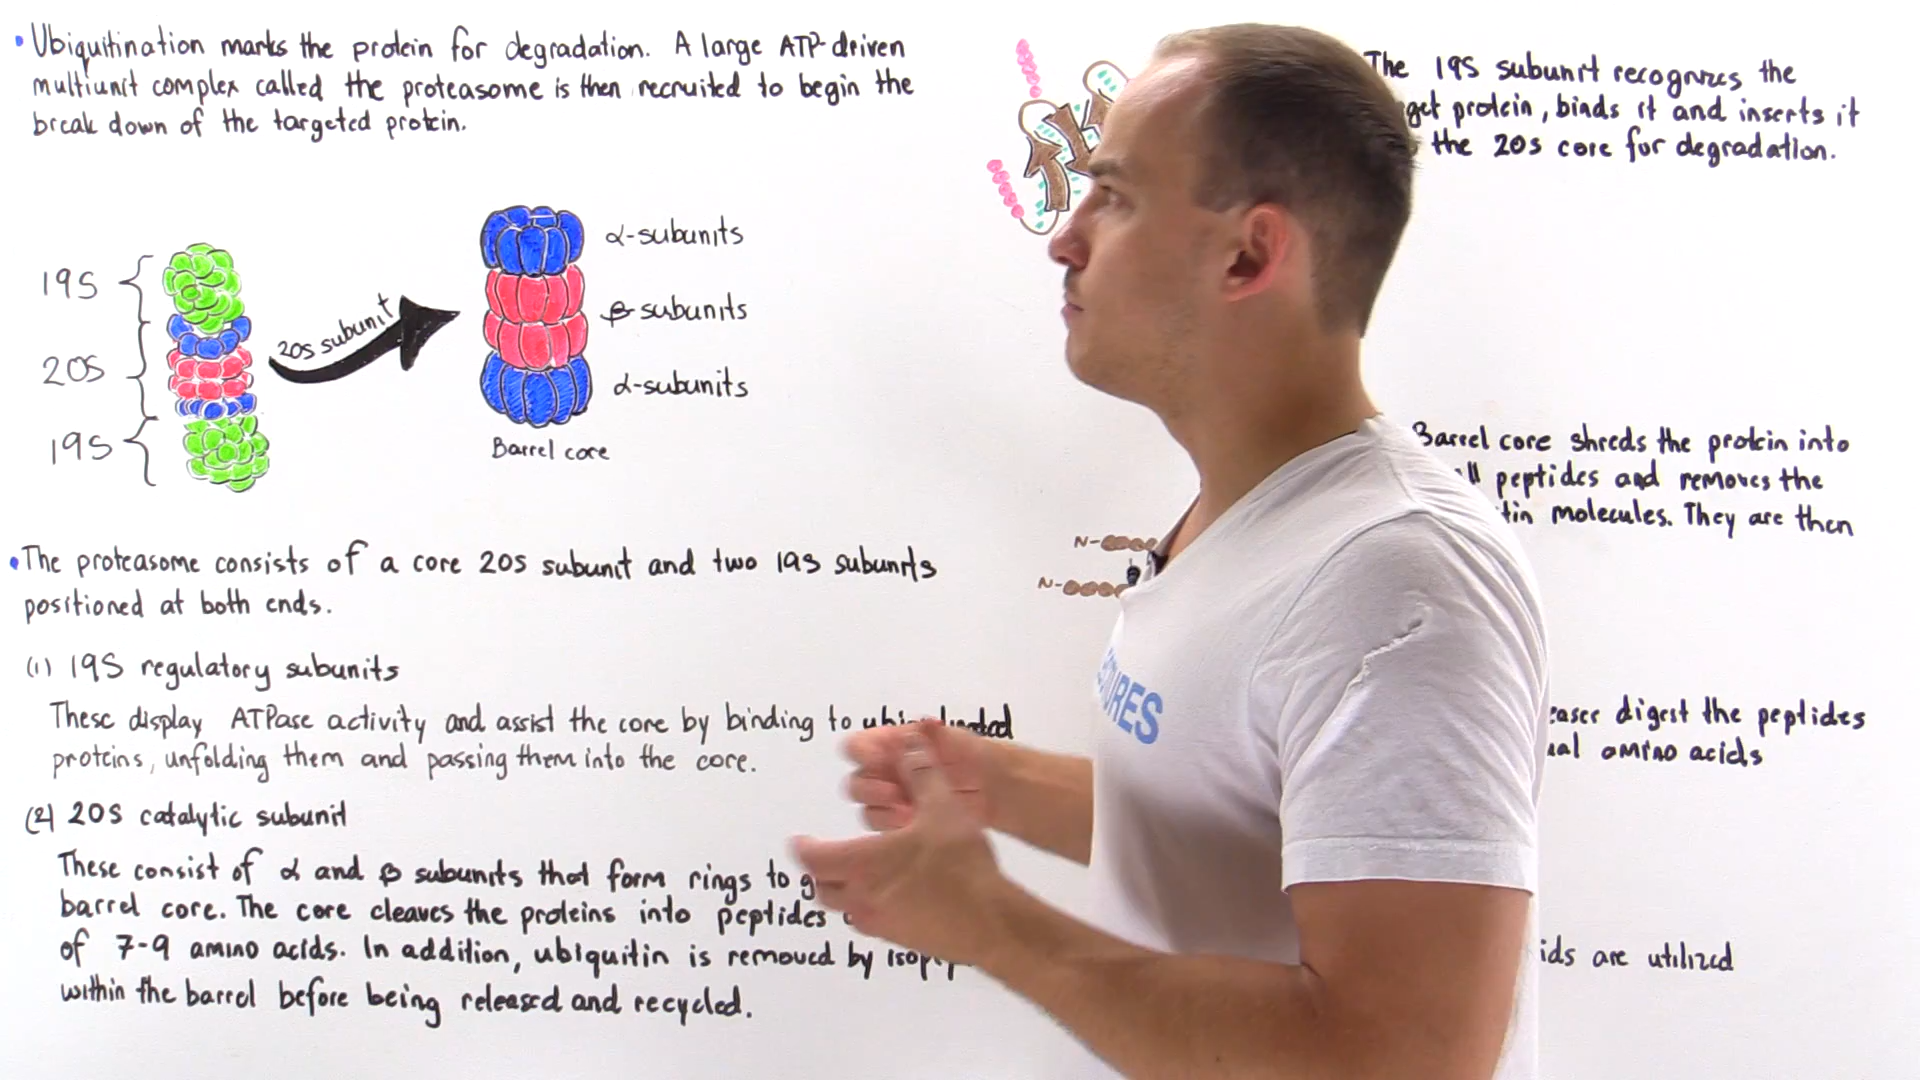 • Ubiquitination marks the protein for degradation. A large ATP-driven
multiunit complex called the proteasome is then recruited to begin the
break down of the targeted protein.
19S
20S
19S
20S subunit
α-subunits
β-subunits
α-subunits
Barrel core
• The proteasome consists of a core 20S subunit and two 19S subunits
positioned at both ends.
(1) 19S regulatory subunits
These display ATPase activity and assist the core by binding to
proteins, unfolding them and passing them into the core.
(2) 20S catalytic subunit
These consist of α and β subunits that form rings to
barrel core. The core cleaves the proteins into peptides
of 7-9 amino acids. In addition, ubiquitin is removed by
within the barrel before being released and recycled.
The 19S subunit recognizes the
protein, binds it and inserts it
the 20S core for degradation.
N-
N-
Barrel core shreds the protein into
peptides and removes the
molecules. They are then
digest the peptides
amino acids
are utilized